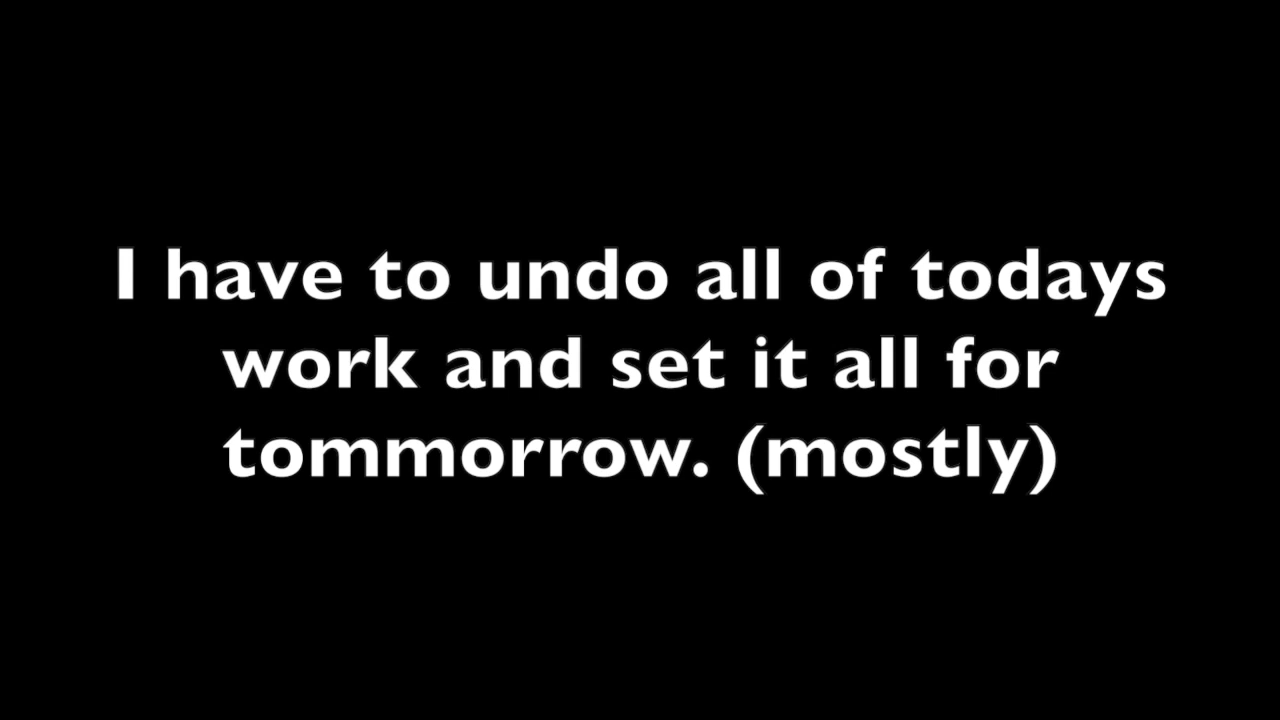 I have to undo all of todays
work and set it all for
tommorrow. (mostly)